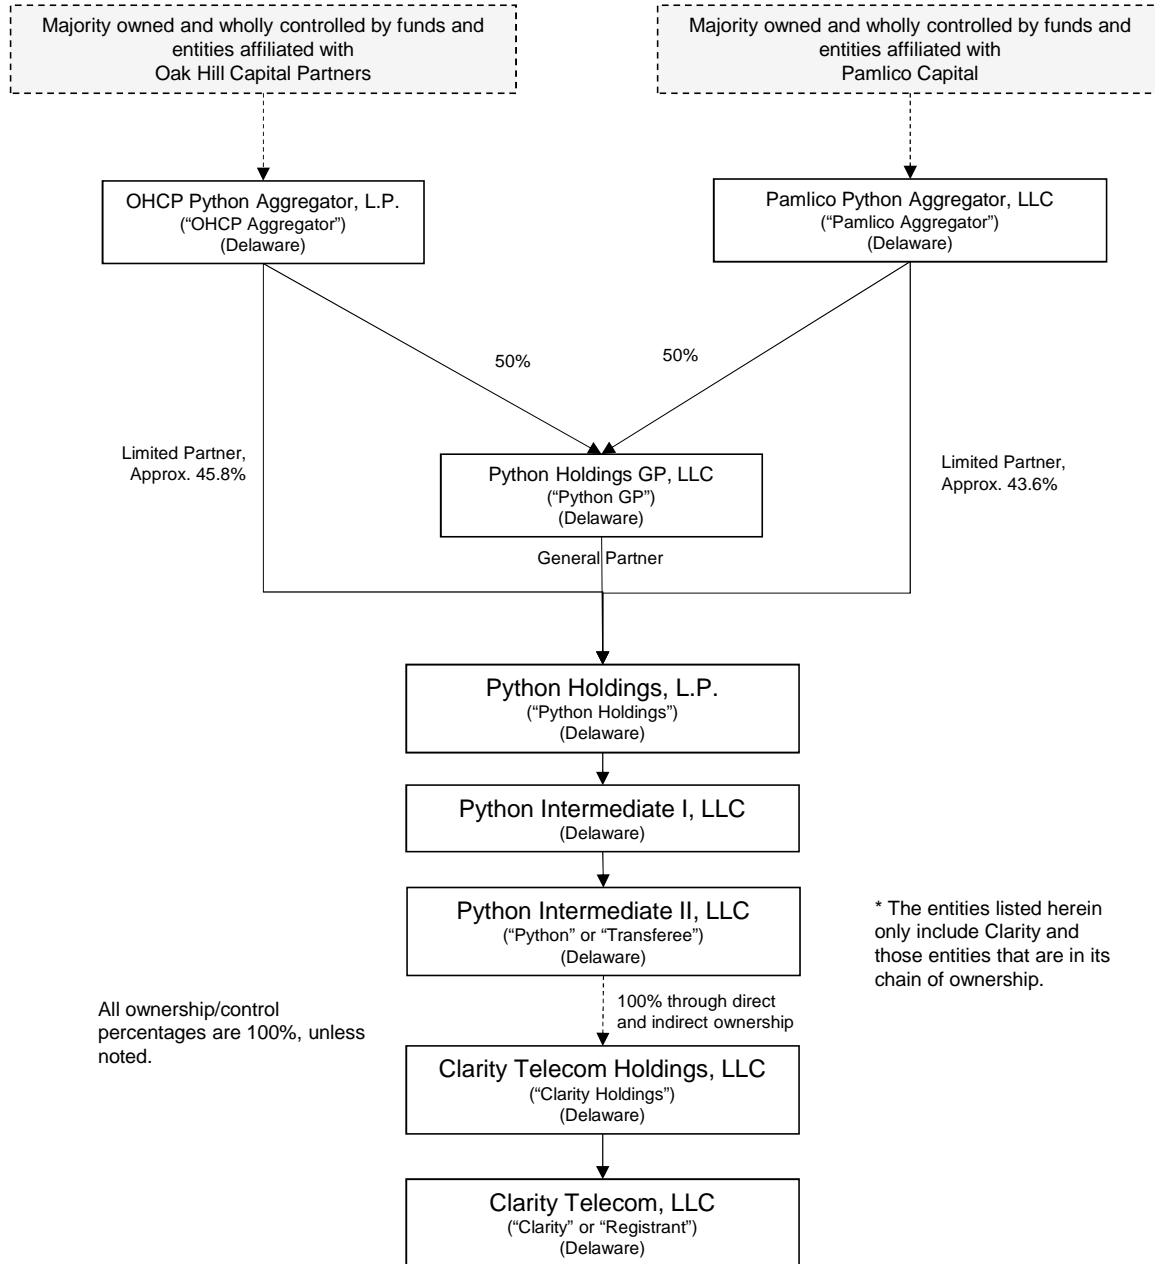 Majority owned and wholly controlled by funds and
entities affiliated with
Oak Hill Capital Partners
Majority owned and wholly controlled by funds and
entities affiliated with
Pamlico Capital
OHCP Python Aggregator, L.P.
(“OHCP Aggregator”)
(Delaware)
Pamlico Python Aggregator, LLC
(“Pamlico Aggregator”)
(Delaware)
50%
50%
Limited Partner,
Approx. 45.8%
Python Holdings GP, LLC
(“Python GP”)
(Delaware)
Limited Partner,
Approx. 43.6%
General Partner
Python Holdings, L.P.
(“Python Holdings”)
(Delaware)
Python Intermediate I, LLC
(Delaware)
Python Intermediate II, LLC
(“Python” or “Transferee”)
(Delaware)
* The entities listed herein
only include Clarity and
those entities that are in its
chain of ownership.
All ownership/control
percentages are 100%, unless
noted.
100% through direct
and indirect ownership
Clarity Telecom Holdings, LLC
(“Clarity Holdings”)
(Delaware)
Clarity Telecom, LLC
(“Clarity” or “Registrant”)
(Delaware)